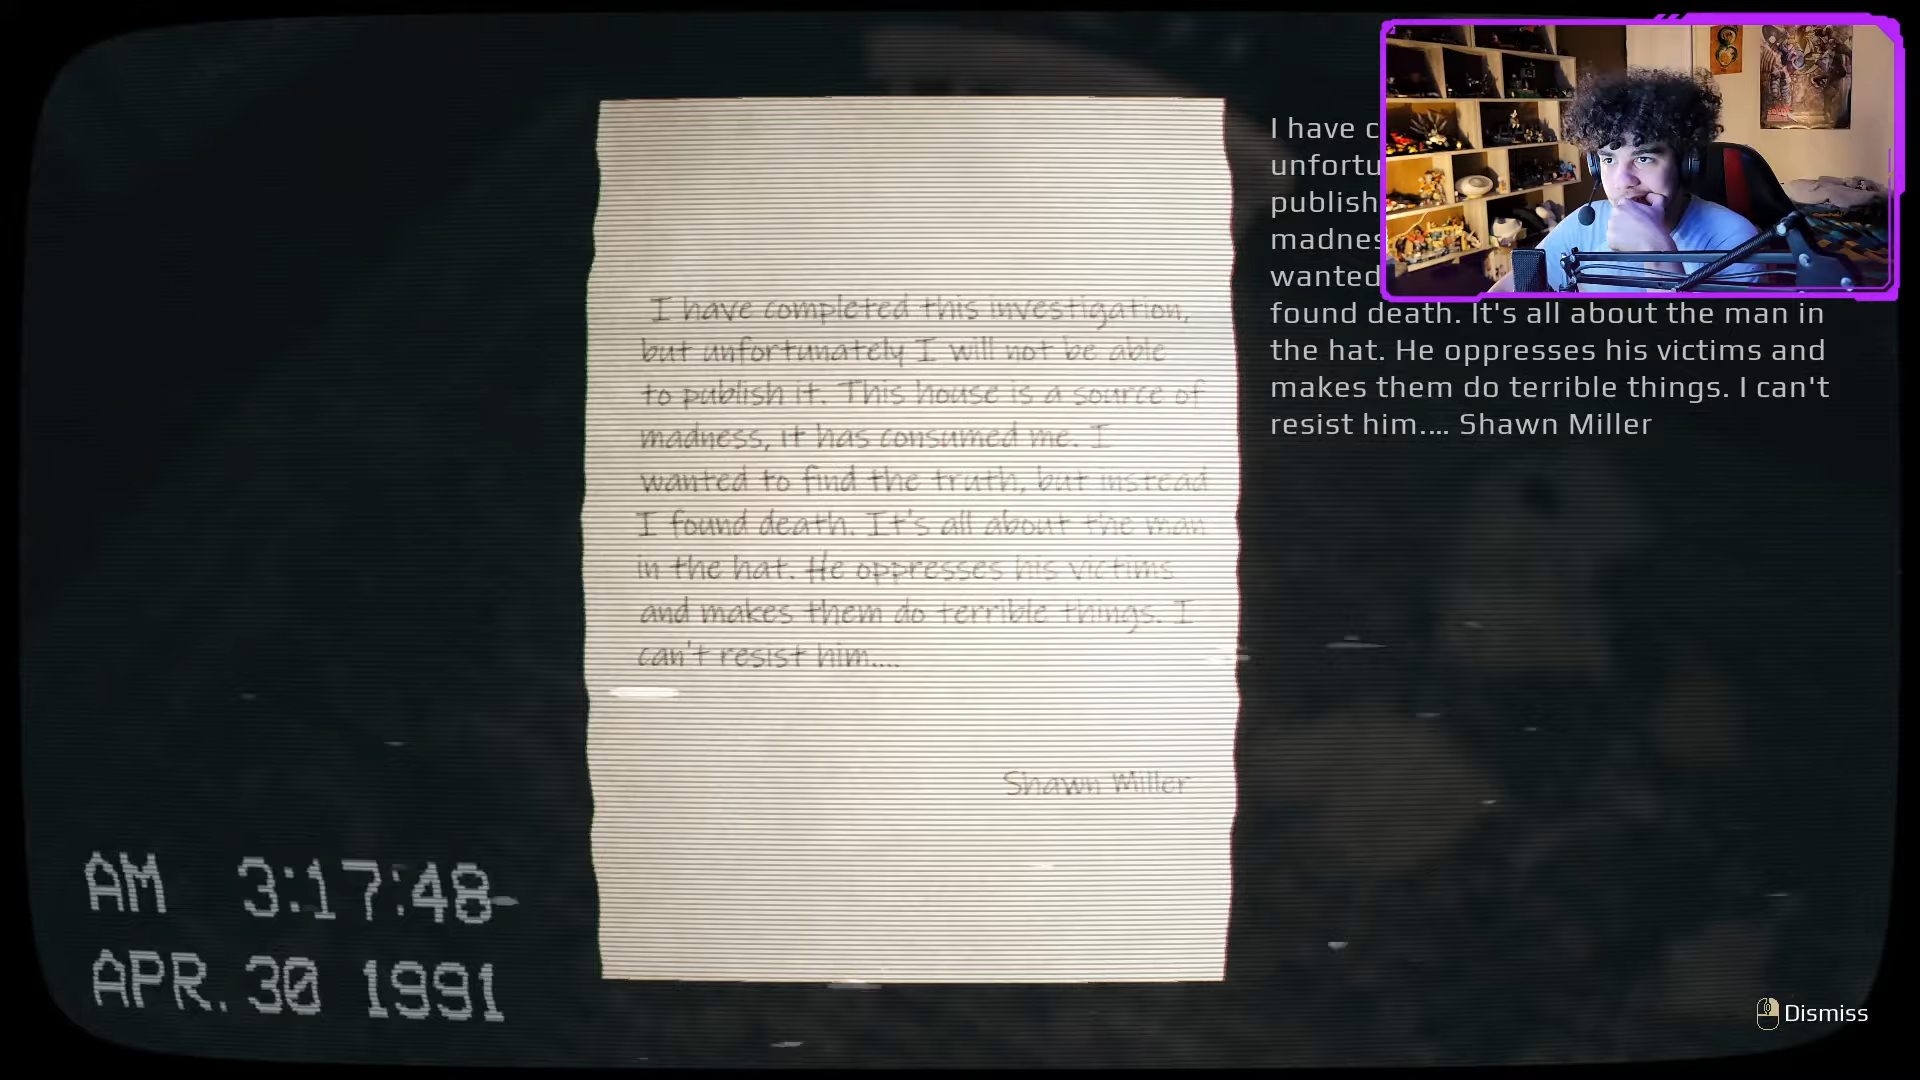 I have completed this investigation,
but unfortunately I will not be able
to publish it. This house is a source of
madness, it has consumed me. I
wanted to find the truth, but instead
I found death. It's all about the man
in the hat. He oppresses his victims
and makes them do terrible things. I
can't resist him....
Shawn Miller
I have c
unfortu
publish
madnes
wanted
found death. It's all about the man in
the hat. He oppresses his victims and
makes them do terrible things. I can't
resist him.... Shawn Miller
AM 3:17:48
APR. 30 1991
Dismiss